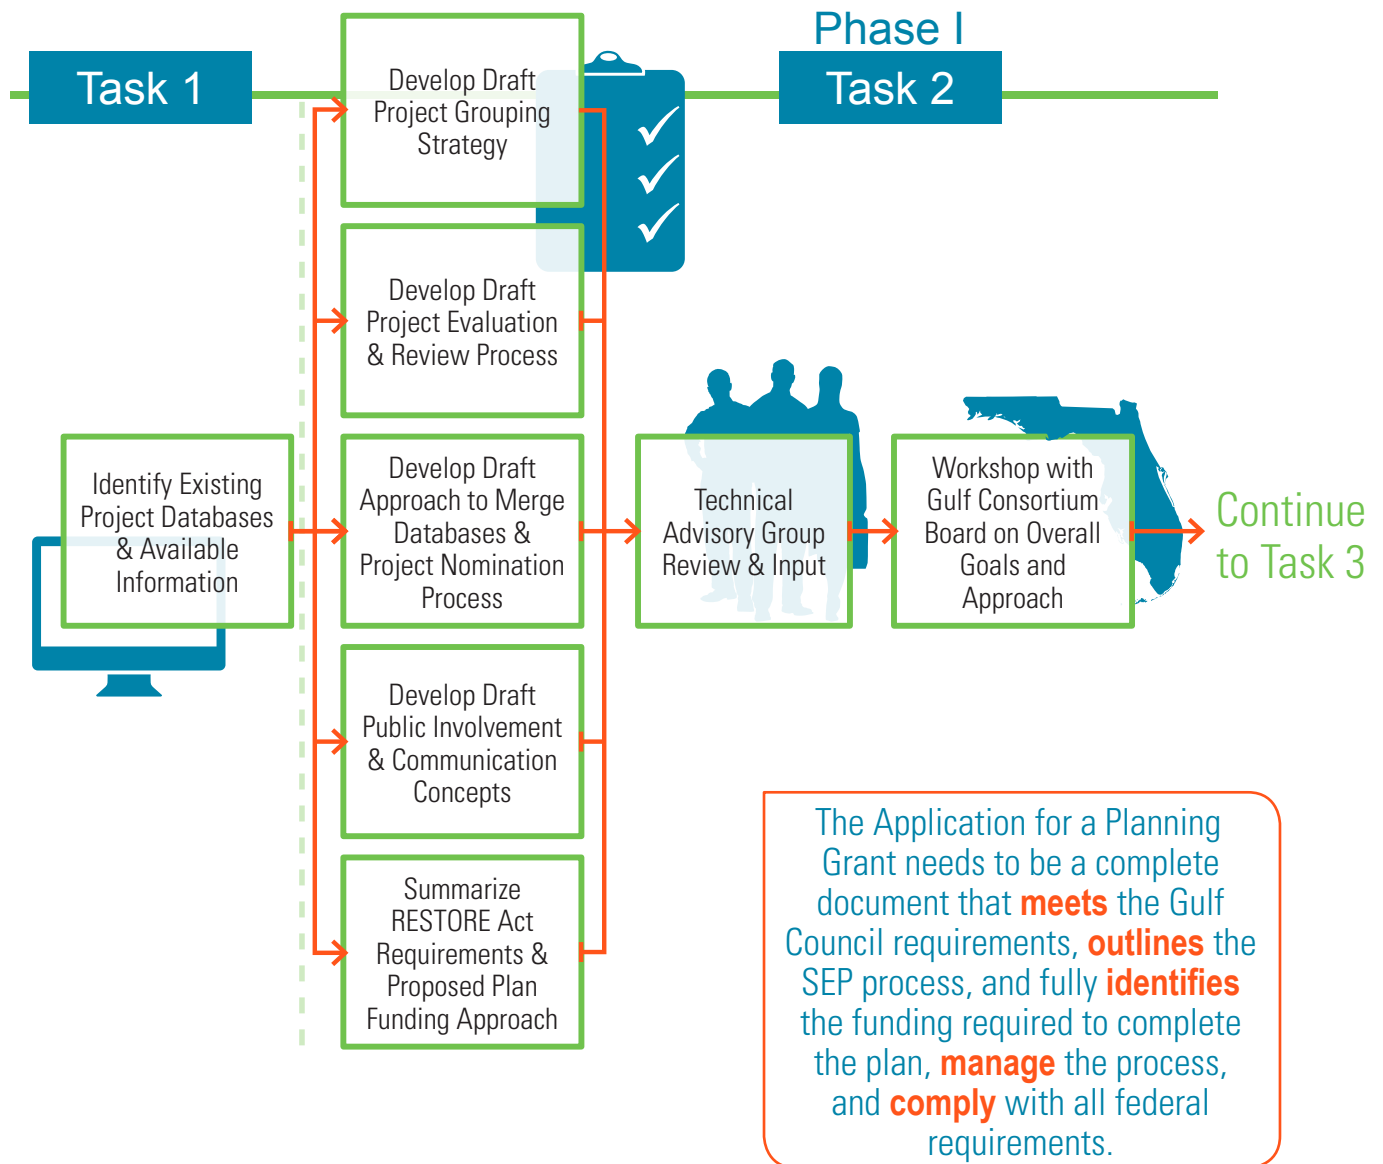 Phase I
Task 1
Task 2
Identify Existing
Project Databases
& Available
Information
Develop Draft
Project Grouping
Strategy
Develop Draft
Project Evaluation
& Review Process
Develop Draft
Approach to Merge
Databases &
Project Nomination
Process
Develop Draft
Public Involvement
& Communication
Concepts
Summarize
RESTORE Act
Requirements &
Proposed Plan
Funding Approach
Technical
Advisory Group
Review & Input
Workshop with
Gulf Consortium
Board on Overall
Goals and
Approach
Continue
to Task 3
The Application for a Planning
Grant needs to be a complete
document that meets the Gulf
Council requirements, outlines the
SEP process, and fully identifies
the funding required to complete
the plan, manage the process,
and comply with all federal
requirements.